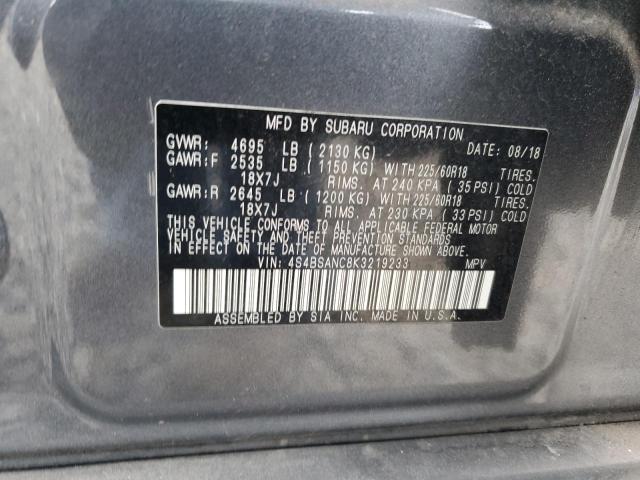 MFD BY SUBARU CORPORATION
GVWR: 4695 LB ( 2130 KG) DATE: 08/18
GAWR:F 2535 LB ( 1150 KG) WITH 225/60R18 TIRES.
18X7J RIMS. AT 240 KPA ( 35 PSI) COLD
GAWR:R 2645 LB ( 1200 KG) WITH 225/60R18 TIRES.
18X7J RIMS. AT 230 KPA ( 33 PSI) COLD
THIS VEHICLE CONFORMS TO ALL APPLICABLE FEDERAL MOTOR
VEHICLE SAFETY, AND THEFT PREVENTION STANDARDS
IN EFFECT ON THE DATE OF MANUFACTURE SHOWN ABOVE.
VIN: 4S4BSANC8K3219233 MPV
ASSEMBLED BY SIA INC. MADE IN U.S.A.